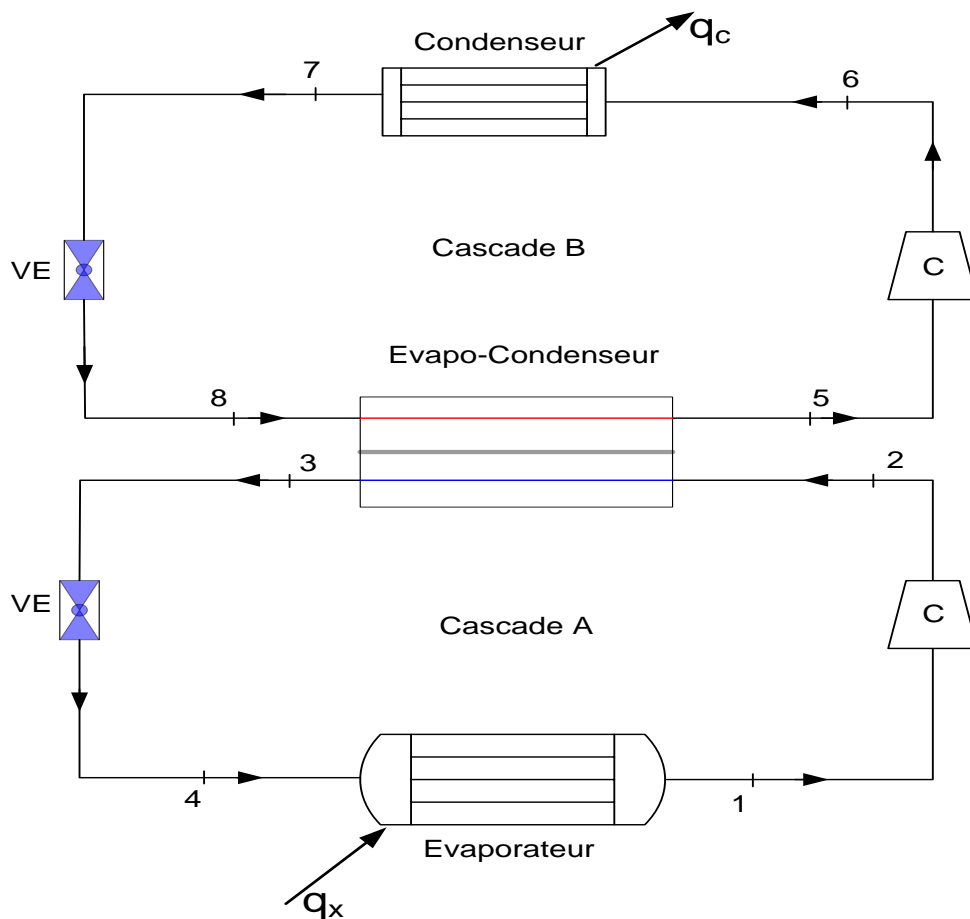 Condenseur
qc
7
6
Cascade B
VE
C
Evapo-Condenseur
8
5
3
2
VE
C
Cascade A
4
1
Evaporateur
qx